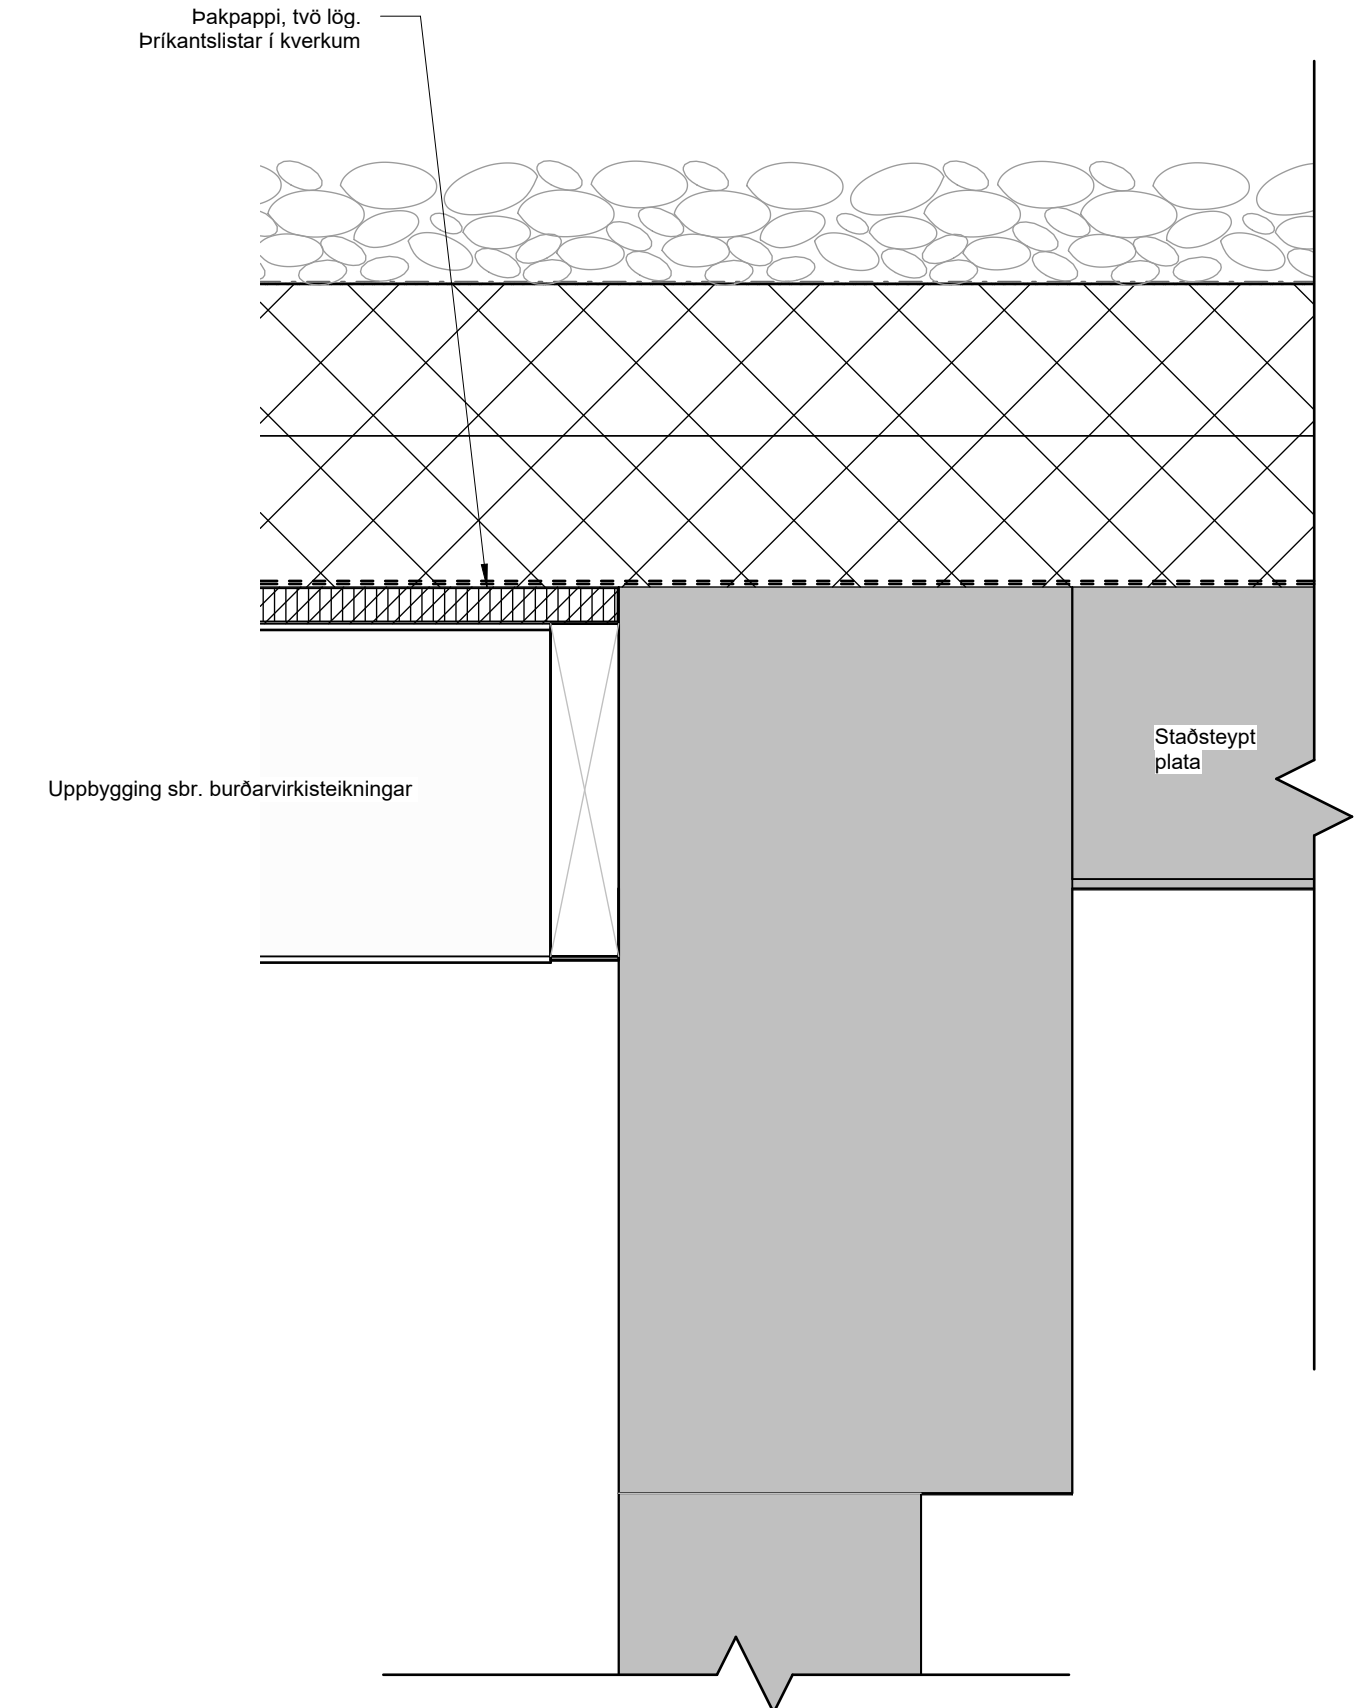 Þakpappi, tvö lög.
Þríkantslistar í kverkum
Staðsteypt
plata
Uppbygging sbr. burðarvirkisteikningar